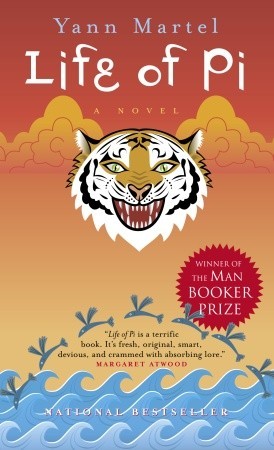 Yann Martel
Life of Pi
A NOVEL
WINNER OF
THE MAN
BOOKER
PRIZE
"Life of Pi is a terrific
book. It's fresh, original, smart,
devious, and crammed with absorbing lore."
MARGARET ATWOOD
NATIONAL BESTSELLER